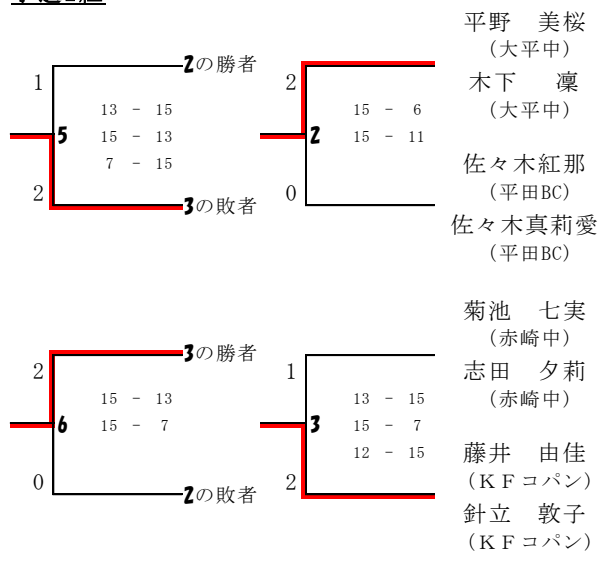 平野 美桜
(大平中)
木下 凜
(大平中)
佐々木紅那
(平田BC)
佐々木真莉愛
(平田BC)
2の勝者
1
13 - 15
5
15 - 13
7 - 15
2
3の敗者
2
15 - 6
2
15 - 11
0
菊池 七実
(赤崎中)
志田 夕莉
(赤崎中)
藤井 由佳
(KFコパン)
針立 敦子
(KFコパン)
3の勝者
2
15 - 13
6
15 - 7
0
2の敗者
1
13 - 15
3
15 - 7
12 - 15
2